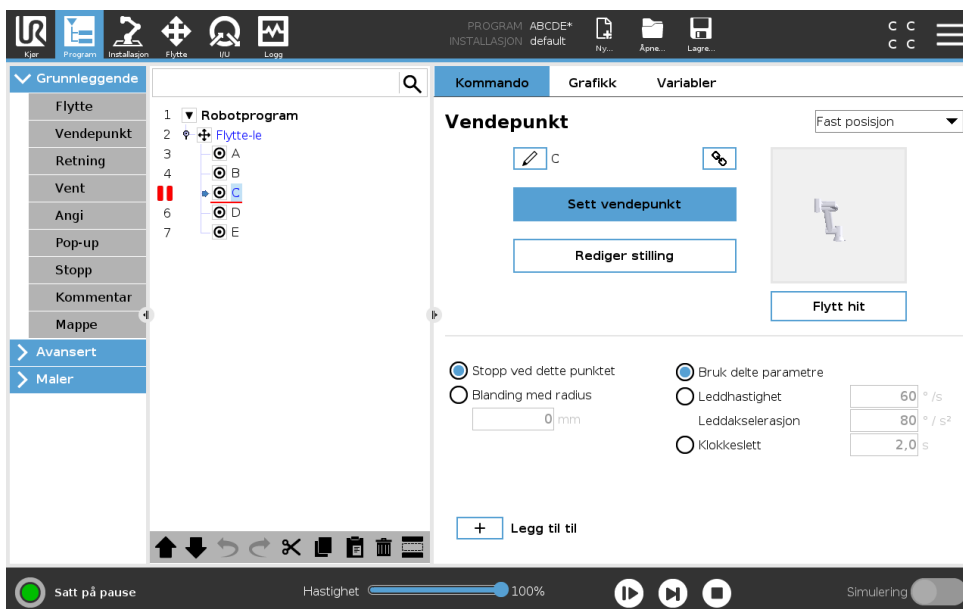 PROGRAM ABCDE*
INSTALLASJON default
Kjør
Program
Installasjon
Flytte
I/U
Logg
Ny...
Åpne...
Lagre...
C C
C C
Grunnleggende
Flytte
Vendepunkt
Retning
Vent
Angi
Pop-up
Stopp
Kommentar
Mappe
Avansert
Maler
1 Robotprogram
2 Flytte-le
3 A
4 B
C
6 D
7 E
Kommando Grafikk Variabler
Vendepunkt
Fast posisjon
C
Sett vendepunkt
Rediger stilling
Flytt hit
Stopp ved dette punktet
Blanding med radius
0 mm
Bruk delte parametre
Leddhastighet 60 ° /s
Leddakselerasjon 80 ° / s²
Klokkeslett 2,0 s
+ Legg til til
Satt på pause
Hastighet 100%
Simulering